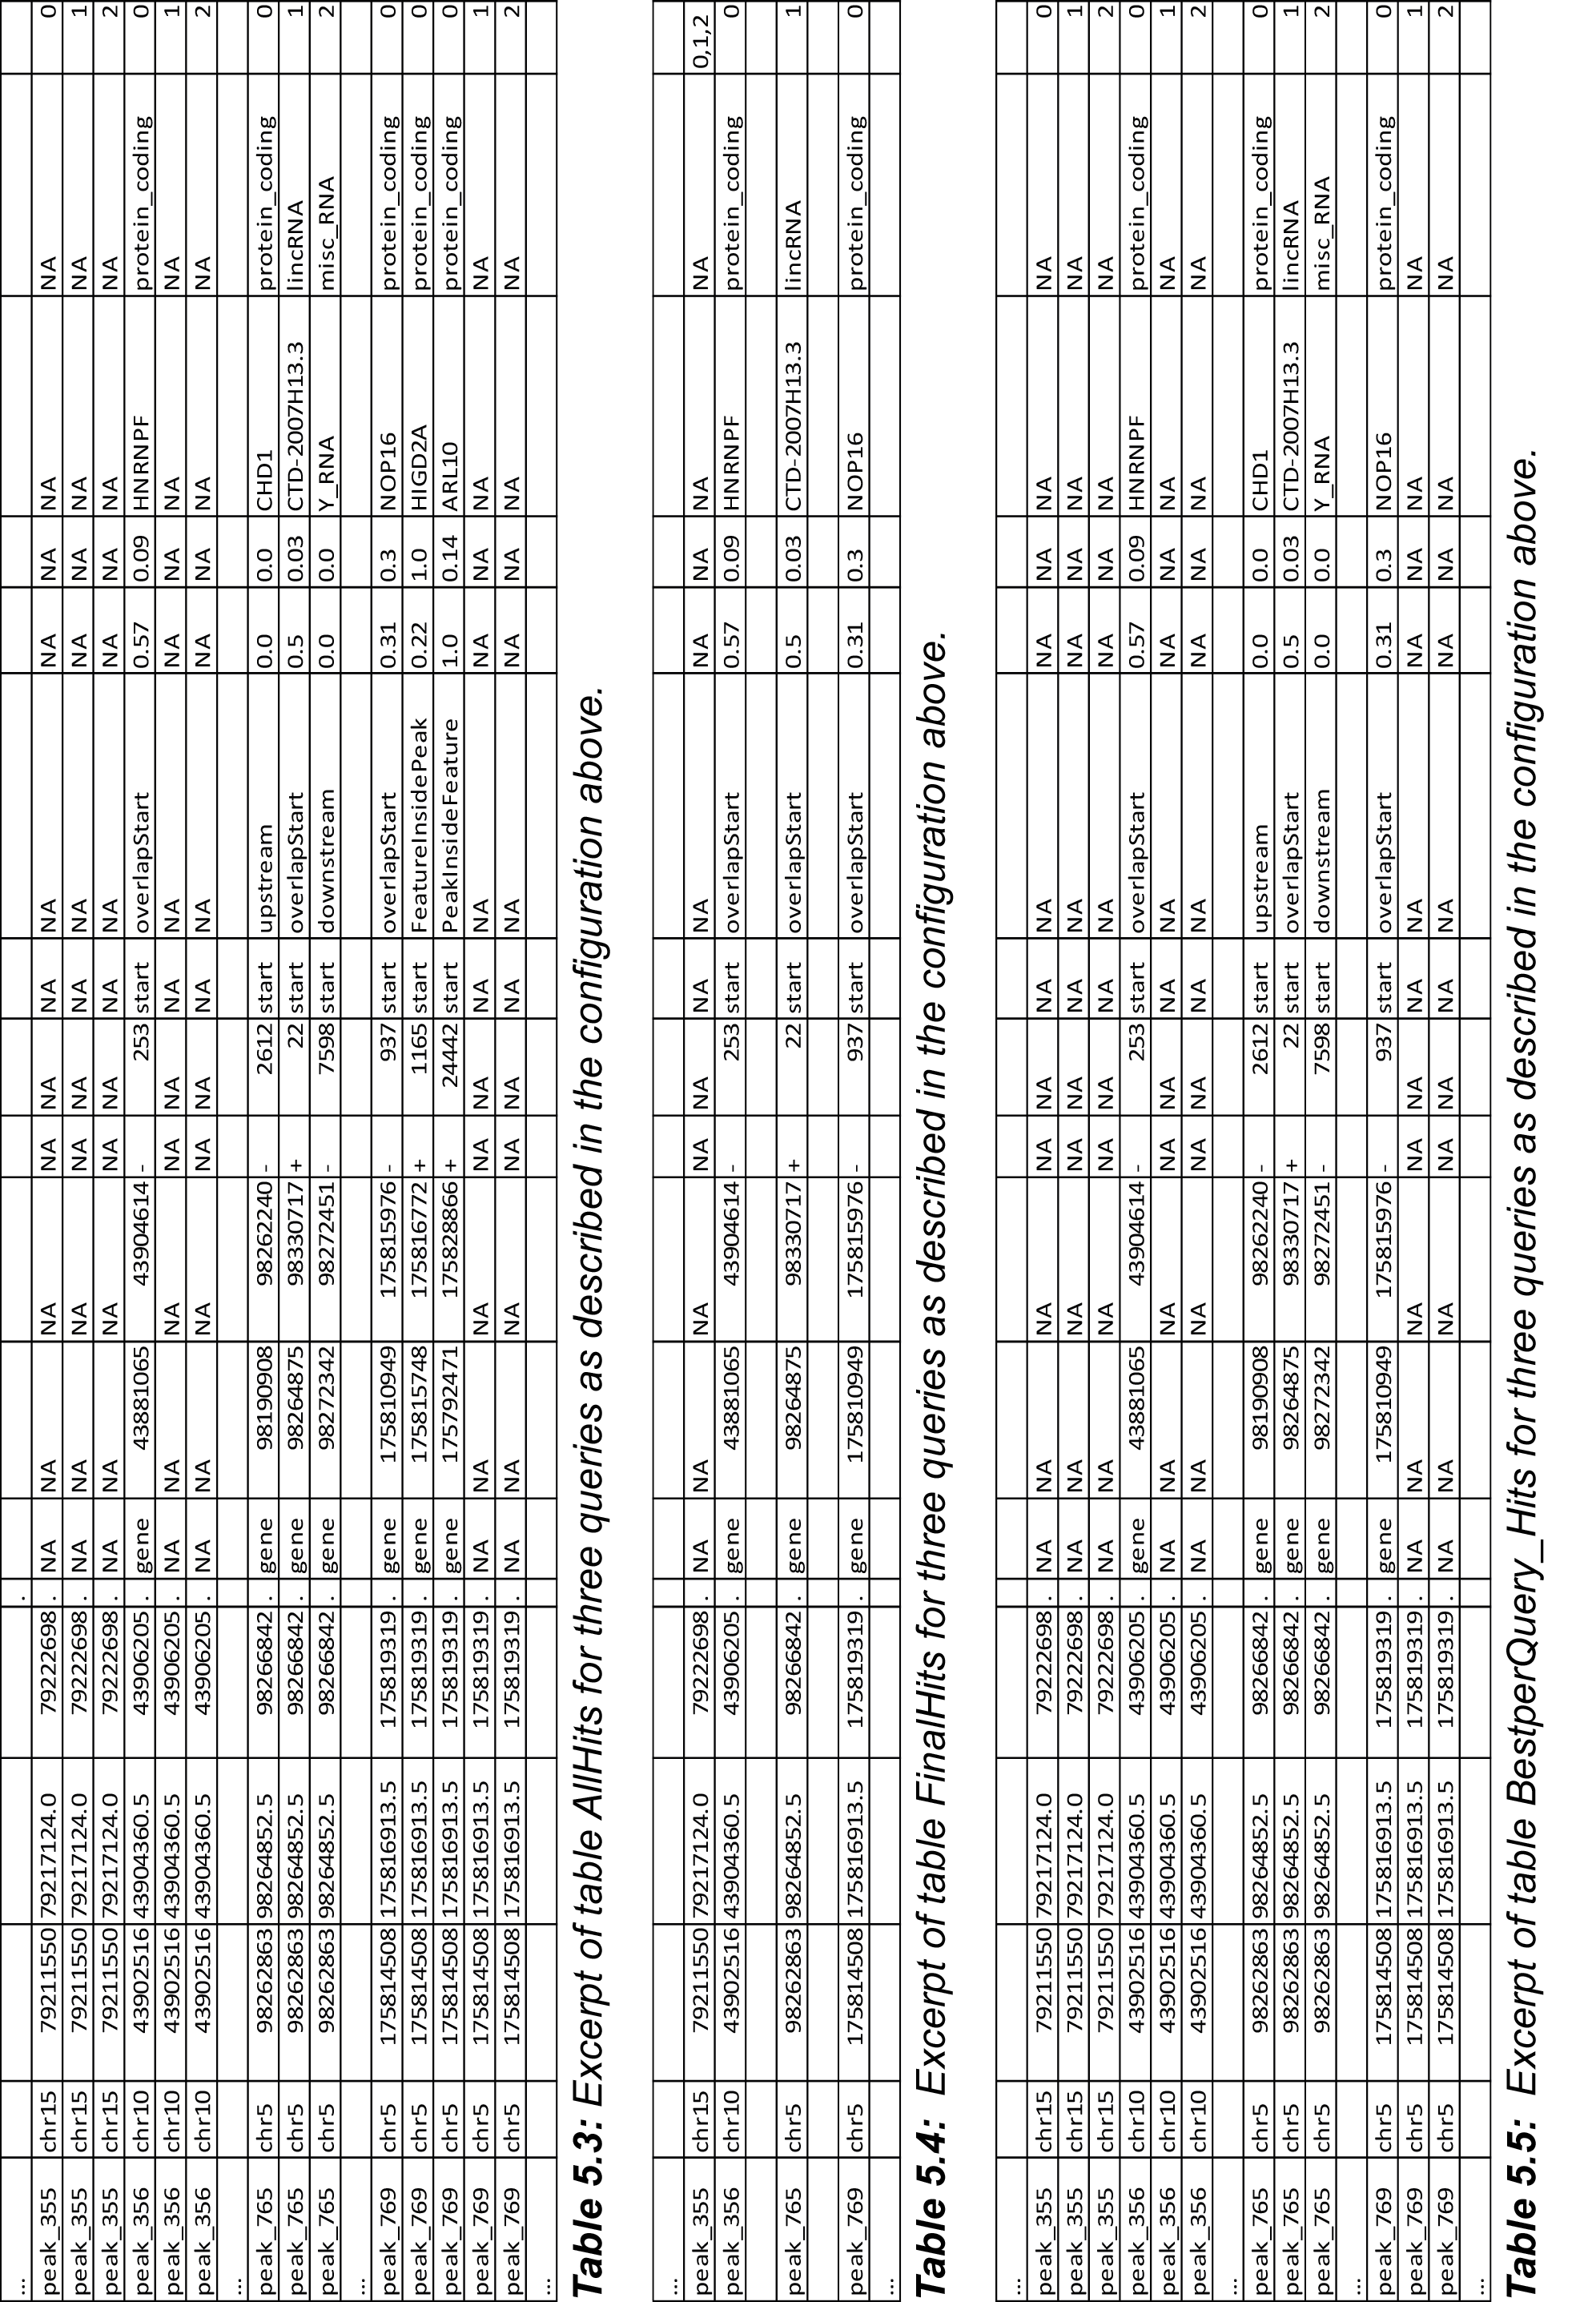 ... .
peak_355 chr15 79211550 79217124.0 79222698 . NA NA NA NA NA NA NA NA NA NA NA 0
peak_355 chr15 79211550 79217124.0 79222698 . NA NA NA NA NA NA NA NA NA NA NA 1
peak_355 chr15 79211550 79217124.0 79222698 . NA NA NA NA NA NA NA NA NA NA NA 2
peak_356 chr10 43902516 43904360.5 43906205 . gene 43881065 43904614 - 253 start overlapStart 0.57 0.09 HNRNPF protein_coding 0
peak_356 chr10 43902516 43904360.5 43906205 . NA NA NA NA NA NA NA NA NA NA NA 1
peak_356 chr10 43902516 43904360.5 43906205 . NA NA NA NA NA NA NA NA NA NA NA 2
...
peak_765 chr5 98262863 98264852.5 98266842 . gene 98190908 98262240 - 2612 start upstream 0.0 0.0 CHD1 protein_coding 0
peak_765 chr5 98262863 98264852.5 98266842 . gene 98264875 98330717 + 22 start overlapStart 0.5 0.03 CTD-2007H13.3 lincRNA 1
peak_765 chr5 98262863 98264852.5 98266842 . gene 98272342 98272451 - 7598 start downstream 0.0 0.0 Y_RNA misc_RNA 2
...
peak_769 chr5 175814508 175816913.5 175819319 . gene 175810949 175815976 - 937 start overlapStart 0.31 0.3 NOP16 protein_coding 0
peak_769 chr5 175814508 175816913.5 175819319 . gene 175815748 175816772 + 1165 start FeatureInsidePeak 0.22 1.0 HIGD2A protein_coding 0
peak_769 chr5 175814508 175816913.5 175819319 . gene 175792471 175828866 + 24442 start PeakInsideFeature 1.0 0.14 ARL10 protein_coding 0
peak_769 chr5 175814508 175816913.5 175819319 . NA NA NA NA NA NA NA NA NA NA NA 1
peak_769 chr5 175814508 175816913.5 175819319 . NA NA NA NA NA NA NA NA NA NA NA 2
...
Table 5.3: Excerpt of table AllHits for three queries as described in the configuration above.
...
peak_355 chr15 79211550 79217124.0 79222698 . NA NA NA NA NA NA NA NA NA NA NA 0,1,2
peak_356 chr10 43902516 43904360.5 43906205 . gene 43881065 43904614 - 253 start overlapStart 0.57 0.09 HNRNPF protein_coding 0
...
peak_765 chr5 98262863 98264852.5 98266842 . gene 98264875 98330717 + 22 start overlapStart 0.5 0.03 CTD-2007H13.3 lincRNA 1
...
peak_769 chr5 175814508 175816913.5 175819319 . gene 175810949 175815976 - 937 start overlapStart 0.31 0.3 NOP16 protein_coding 0
...
Table 5.4: Excerpt of table FinalHits for three queries as described in the configuration above.
...
peak_355 chr15 79211550 79217124.0 79222698 . NA NA NA NA NA NA NA NA NA NA NA 0
peak_355 chr15 79211550 79217124.0 79222698 . NA NA NA NA NA NA NA NA NA NA NA 1
peak_355 chr15 79211550 79217124.0 79222698 . NA NA NA NA NA NA NA NA NA NA NA 2
peak_356 chr10 43902516 43904360.5 43906205 . gene 43881065 43904614 - 253 start overlapStart 0.57 0.09 HNRNPF protein_coding 0
peak_356 chr10 43902516 43904360.5 43906205 . NA NA NA NA NA NA NA NA NA NA NA 1
peak_356 chr10 43902516 43904360.5 43906205 . NA NA NA NA NA NA NA NA NA NA NA 2
...
peak_765 chr5 98262863 98264852.5 98266842 . gene 98190908 98262240 - 2612 start upstream 0.0 0.0 CHD1 protein_coding 0
peak_765 chr5 98262863 98264852.5 98266842 . gene 98264875 98330717 + 22 start overlapStart 0.5 0.03 CTD-2007H13.3 lincRNA 1
peak_765 chr5 98262863 98264852.5 98266842 . gene 98272342 98272451 - 7598 start downstream 0.0 0.0 Y_RNA misc_RNA 2
...
peak_769 chr5 175814508 175816913.5 175819319 . gene 175810949 175815976 - 937 start overlapStart 0.31 0.3 NOP16 protein_coding 0
peak_769 chr5 175814508 175816913.5 175819319 . NA NA NA NA NA NA NA NA NA NA NA 1
peak_769 chr5 175814508 175816913.5 175819319 . NA NA NA NA NA NA NA NA NA NA NA 2
...
Table 5.5: Excerpt of table BestperQuery_Hits for three queries as described in the configuration above.